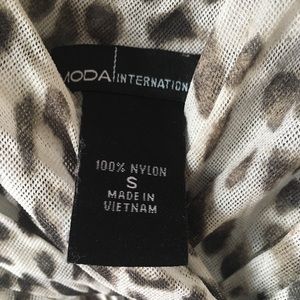 MODA INTERNATION
100% NYLON
S
MADE IN
VIETNAM